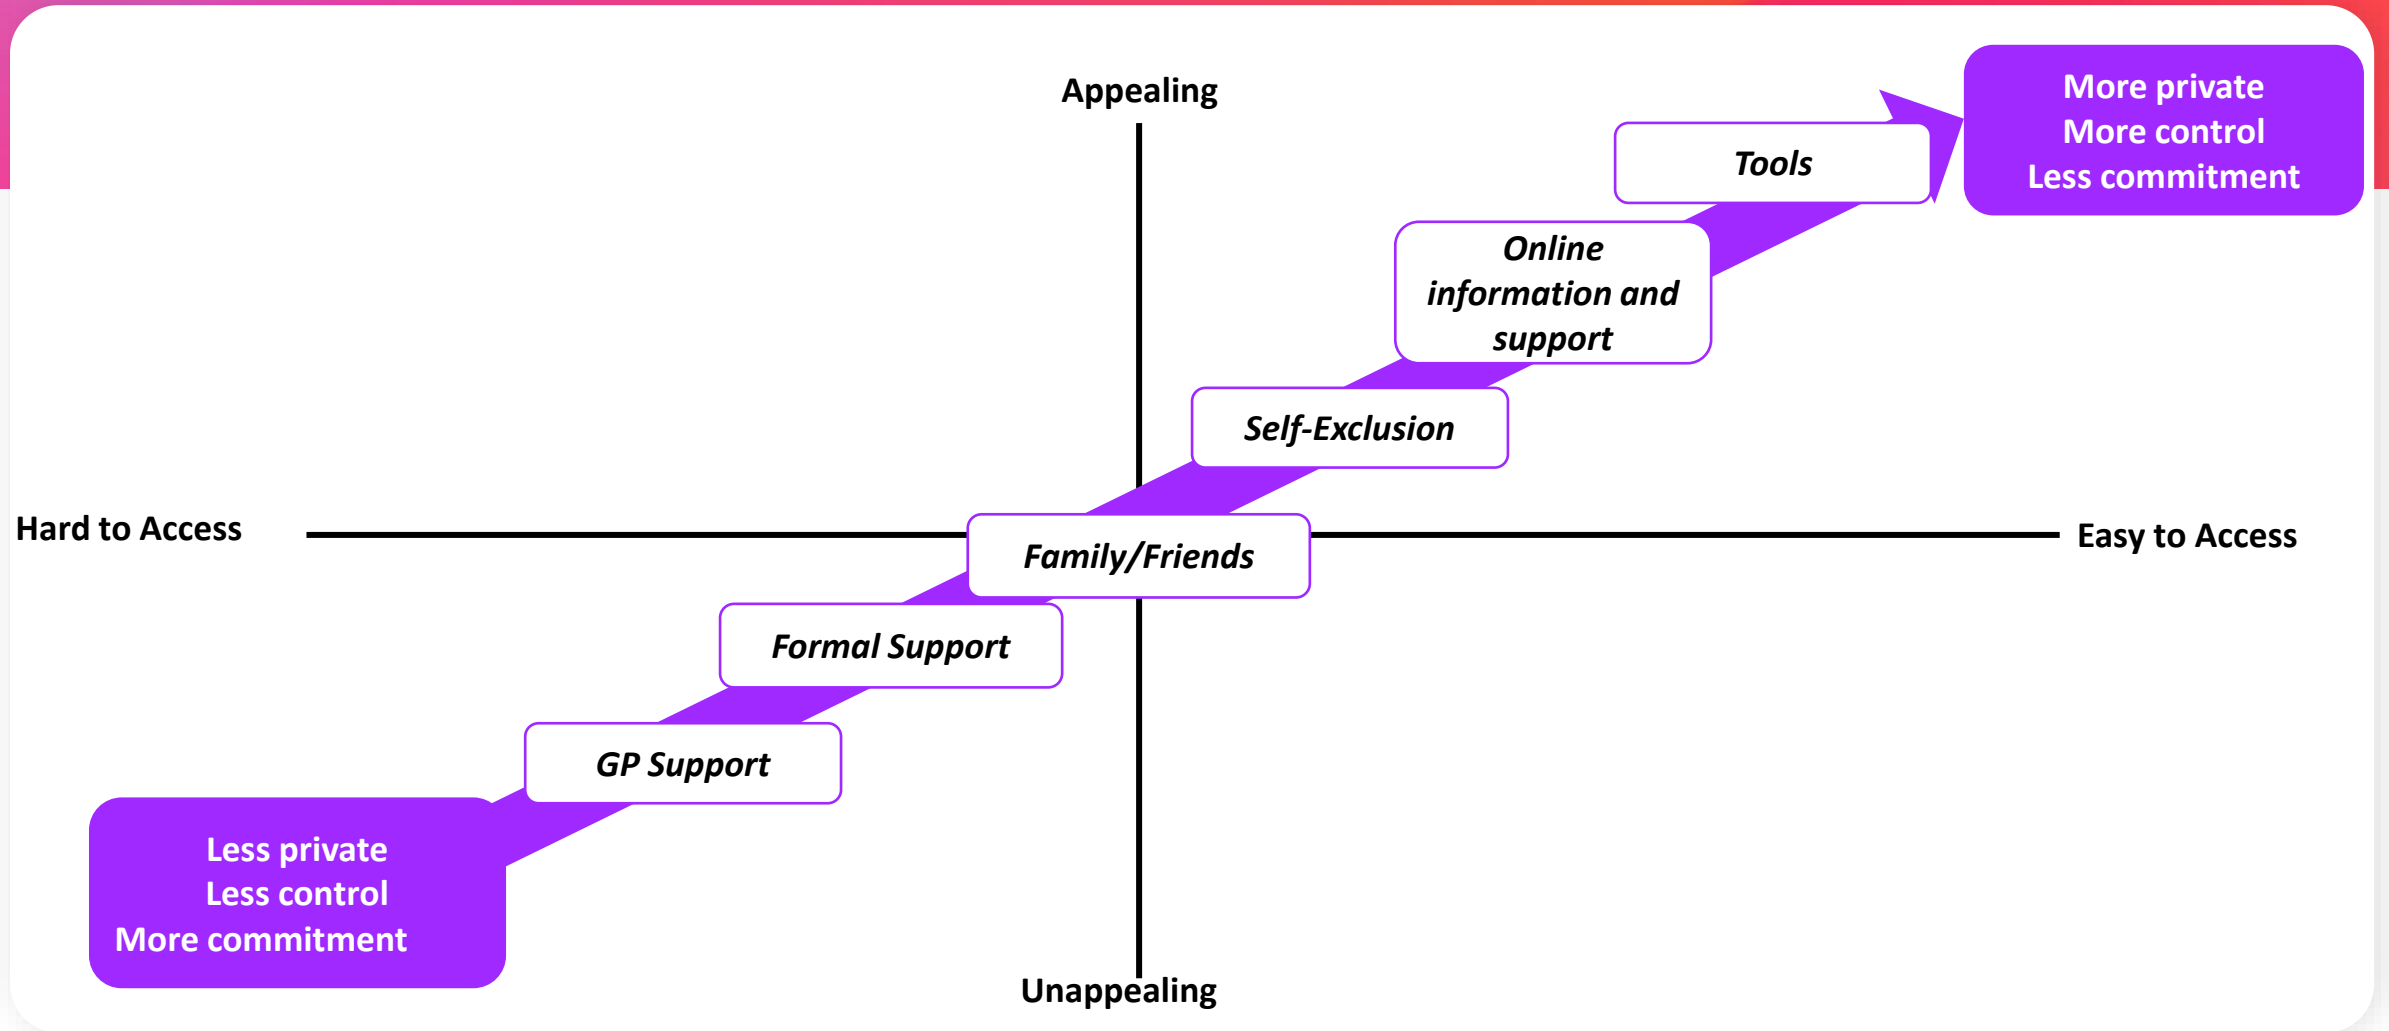 Appealing
More private
More control
Less commitment
Tools
Online
information and
support
Self-Exclusion
Hard to Access
Easy to Access
Family/Friends
Formal Support
GP Support
Less private
Less control
More commitment
Unappealing